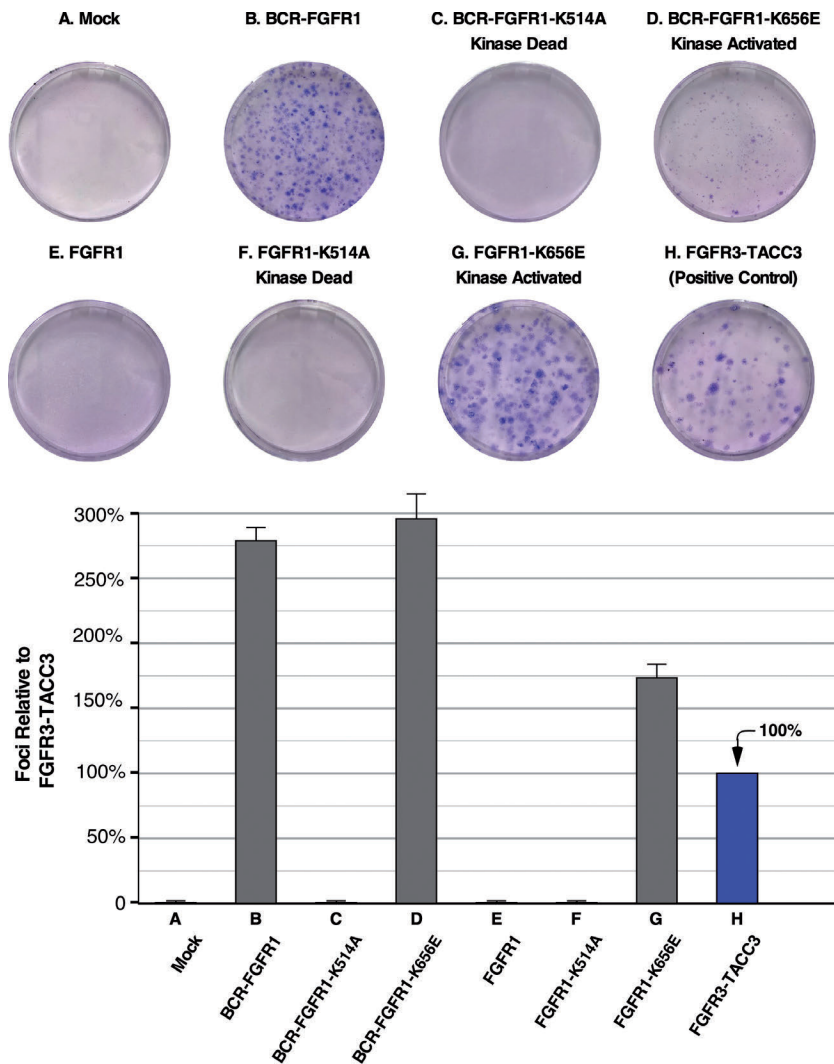 A. Mock
B. BCR-FGFR1
C. BCR-FGFR1-K514A
Kinase Dead
D. BCR-FGFR1-K656E
Kinase Activated
E. FGFR1
F. FGFR1-K514A
Kinase Dead
G. FGFR1-K656E
Kinase Activated
H. FGFR3-TACC3
(Positive Control)
Foci Relative to
FGFR3-TACC3
300%
250%
200%
150%
100%
50%
0
100%
A
B
C
D
E
F
G
H
Mock
BCR-FGFR1
BCR-FGFR1-K514A
BCR-FGFR1-K656E
FGFR1
FGFR1-K514A
FGFR1-K656E
FGFR3-TACC3